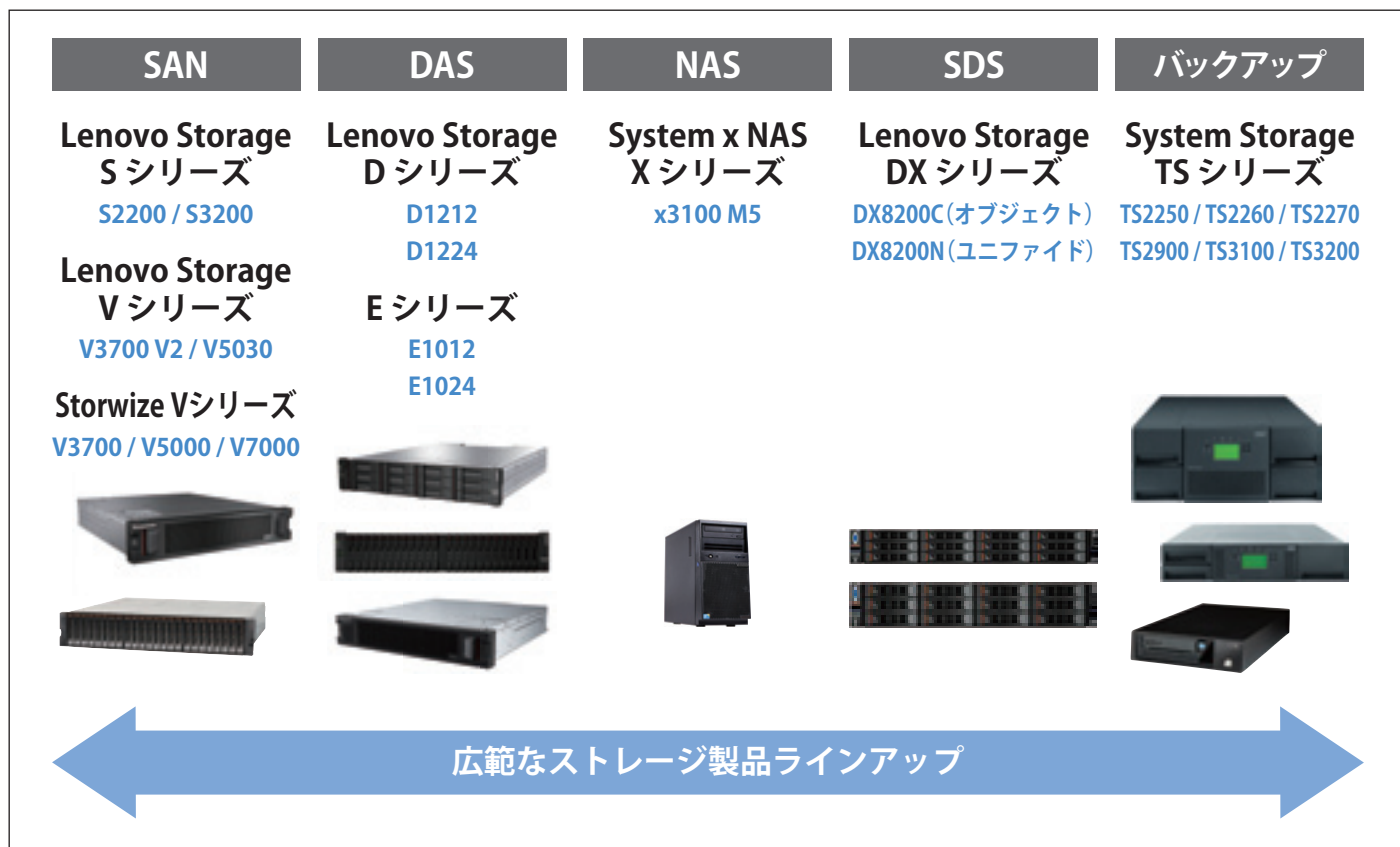 SAN
Lenovo Storage
S シリーズ
S2200 / S3200
Lenovo Storage
V シリーズ
V3700 V2 / V5030
Storwize Vシリーズ
V3700 / V5000 / V7000
DAS
Lenovo Storage
D シリーズ
D1212
D1224
E シリーズ
E1012
E1024
NAS
System x NAS
X シリーズ
x3100 M5
SDS
Lenovo Storage
DX シリーズ
DX8200C(オブジェクト)
DX8200N(ユニファイド)
バックアップ
System Storage
TS シリーズ
TS2250 / TS2260 / TS2270
TS2900 / TS3100 / TS3200
広範なストレージ製品ラインアップ